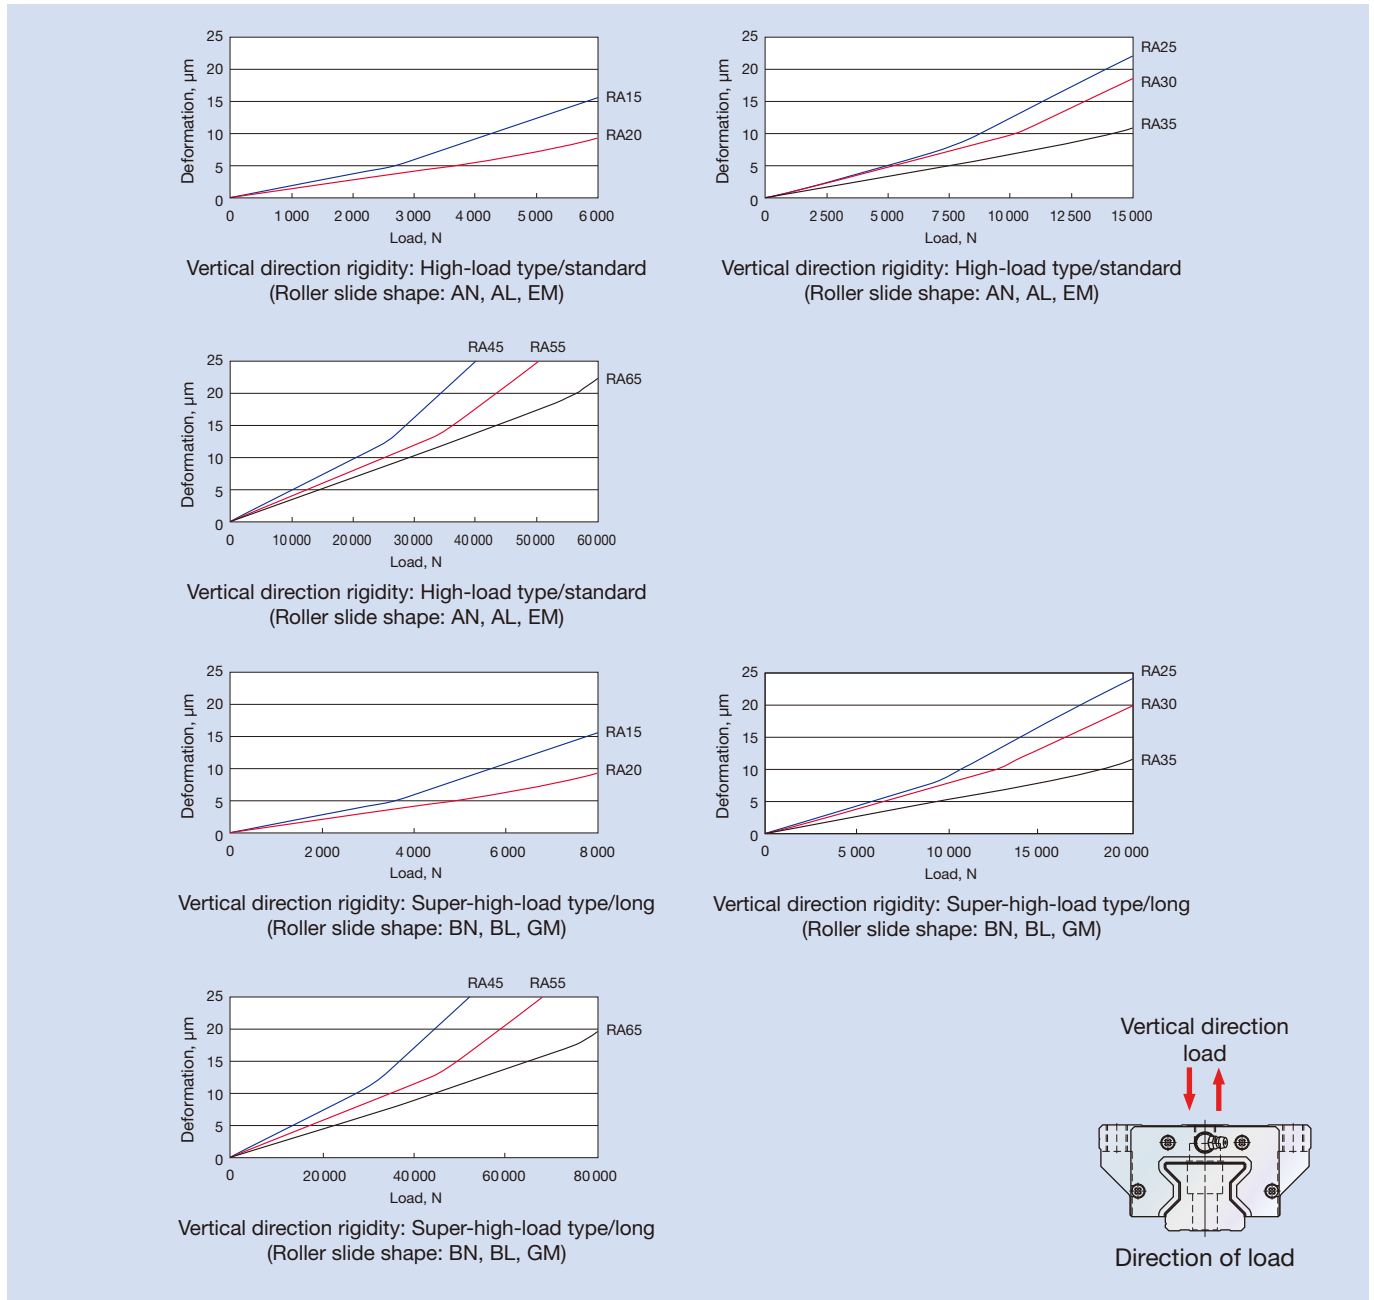 25
20
15
10
5
0
Deformation, µm
RA15
RA20
0 1 000 2 000 3 000 4 000 5 000 6 000
Load, N
Vertical direction rigidity: High-load type/standard
(Roller slide shape: AN, AL, EM)
25
20
15
10
5
0
Deformation, µm
RA25
RA30
RA35
0 2 500 5 000 7 500 10 000 12 500 15 000
Load, N
Vertical direction rigidity: High-load type/standard
(Roller slide shape: AN, AL, EM)
RA45 RA55
25
20
15
10
5
0
Deformation, µm
RA65
0 10 000 20 000 30 000 40 000 50 000 60 000
Load, N
Vertical direction rigidity: High-load type/standard
(Roller slide shape: AN, AL, EM)
25
20
15
10
5
0
Deformation, µm
RA15
RA20
0 2 000 4 000 6 000 8 000
Load, N
Vertical direction rigidity: Super-high-load type/long
(Roller slide shape: BN, BL, GM)
25
20
15
10
5
0
Deformation, µm
RA25
RA30
RA35
0 5 000 10 000 15 000 20 000
Load, N
Vertical direction rigidity: Super-high-load type/long
(Roller slide shape: BN, BL, GM)
RA45 RA55
25
20
15
10
5
0
Deformation, µm
RA65
0 20 000 40 000 60 000 80 000
Load, N
Vertical direction rigidity: Super-high-load type/long
(Roller slide shape: BN, BL, GM)
Vertical direction
load
Direction of load